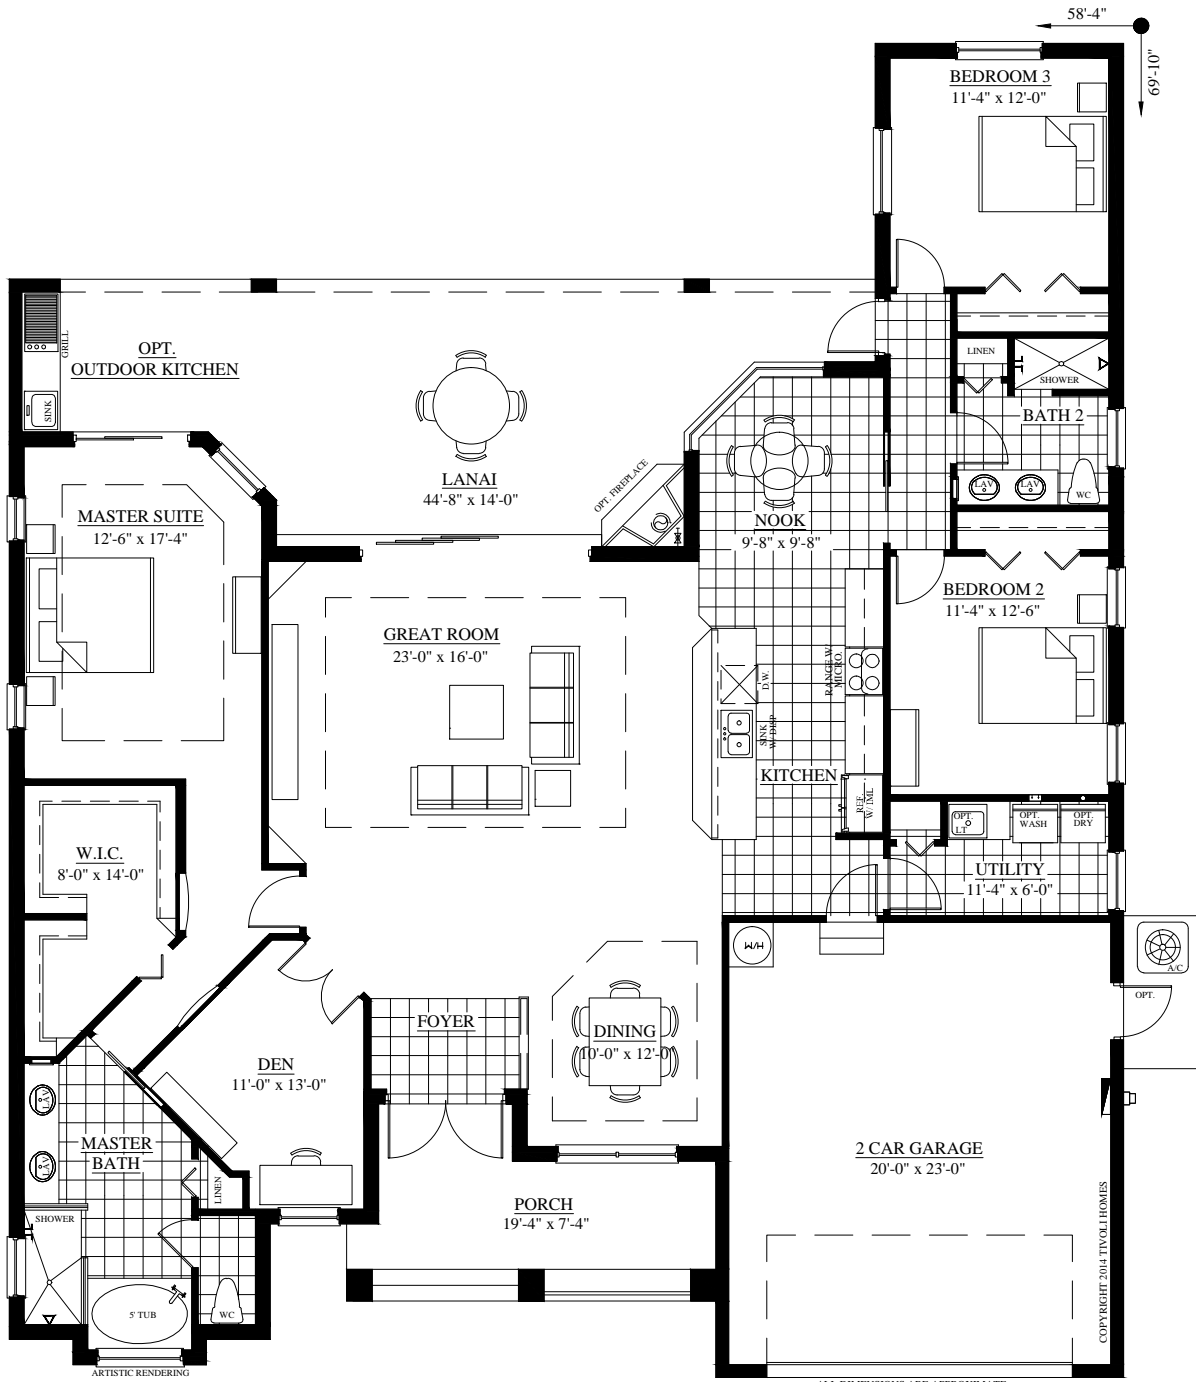 58'-4"
69'-10"
BEDROOM 3
11'-4" x 12'-0"
OPT.
OUTDOOR KITCHEN
GRILL
SINK
LANAI
44'-8" x 14'-0"
OPT. FIREPLACE
LINEN
SHOWER
BATH 2
LAV
LAV
WC
NOOK
9'-8" x 9'-8"
MASTER SUITE
12'-6" x 17'-4"
GREAT ROOM
23'-0" x 16'-0"
BEDROOM 2
11'-4" x 12'-6"
D.W.
SINK
W/ DISP
RANGE W/
MICRO.
KITCHEN
REF.
W/ IML
OPT.
LT
OPT.
WASH
OPT.
DRY
UTILITY
11'-4" x 6'-0"
W.I.C.
8'-0" x 14'-0"
H/W
A/C
OPT.
FOYER
DINING
10'-0" x 12'-0
DEN
11'-0" x 13'-0"
LAV
LAV
MASTER
BATH
LINEN
SHOWER
5' TUB
WC
PORCH
19'-4" x 7'-4"
2 CAR GARAGE
20'-0" x 23'-0"
COPYRIGHT 2014 TIVOLI HOMES
ARTISTIC RENDERING